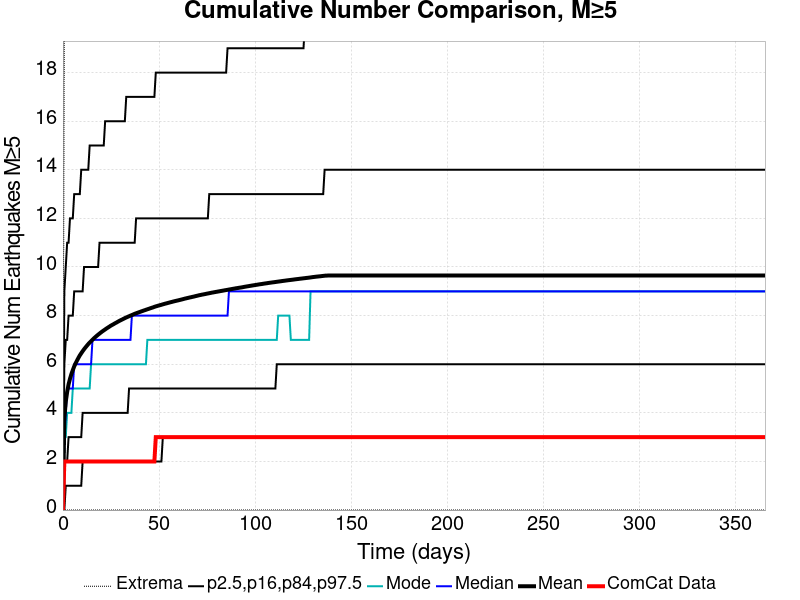 Cumulative Number Comparison, M≥5
Cumulative Num Earthquakes M≥5
18
16
14
12
10
8
6
4
2
0
0 50 100 150 200 250 300 350
Time (days)
Extrema p2.5,p16,p84,p97.5 Mode Median Mean ComCat Data